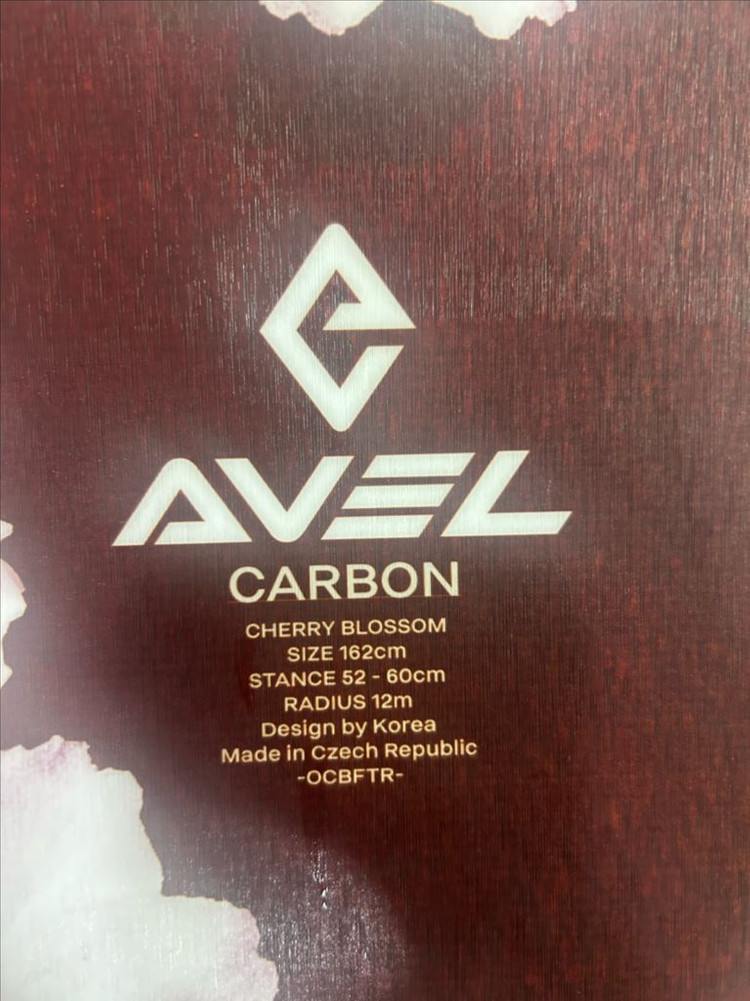 AVEL
CARBON
CHERRY BLOSSOM
SIZE 162cm
STANCE 52 - 60cm
RADIUS 12m
Design by Korea
Made in Czech Republic
-OCBFTR-